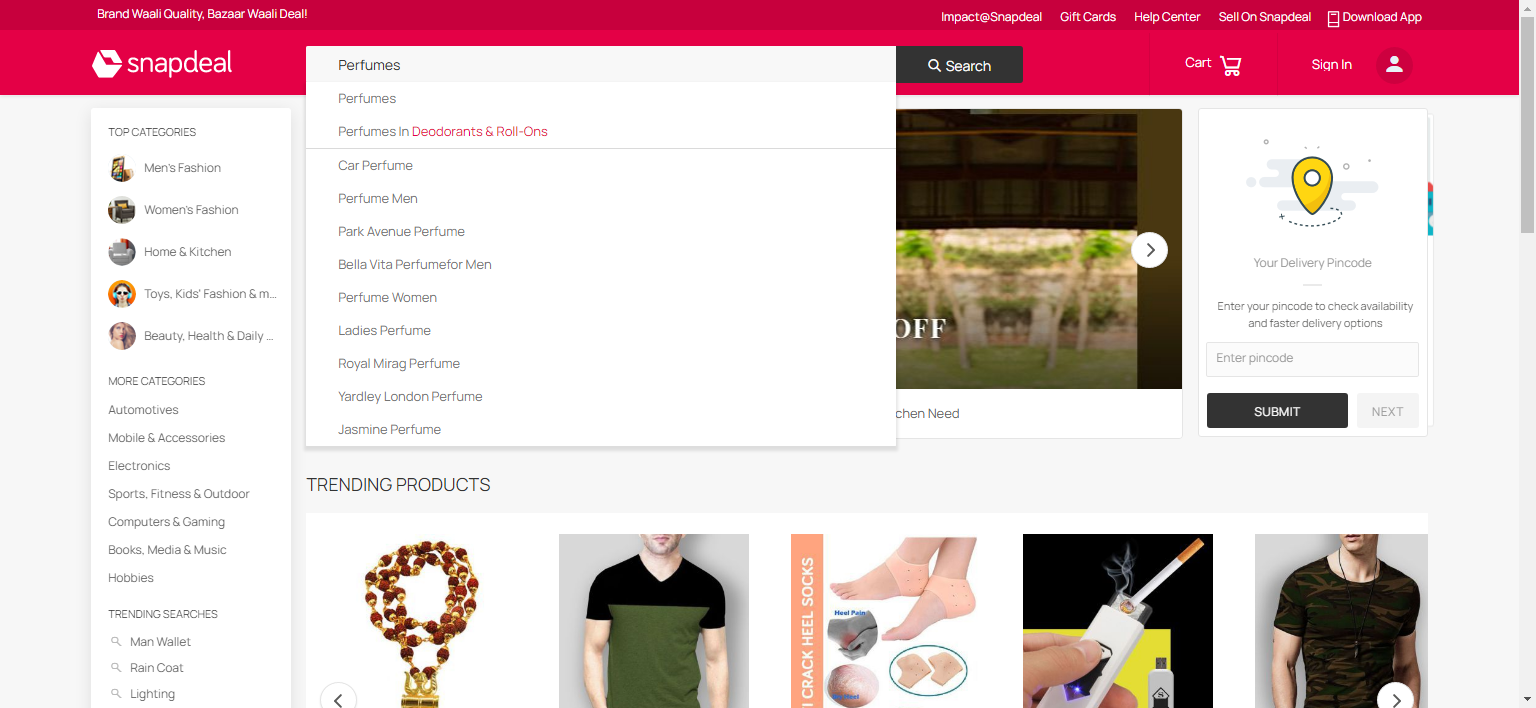 Brand Waali Quality, Bazaar Waali Deal!
Impact@Snapdeal
Gift Cards
Help Center
Sell On Snapdeal
Download App
snapdeal
Perfumes
Search
Cart
Sign In
Perfumes
Perfumes In Deodorants & Roll-Ons
Car Perfume
Perfume Men
Park Avenue Perfume
Bella Vita Perfumefor Men
Perfume Women
Ladies Perfume
Royal Mirag Perfume
Yardley London Perfume
Jasmine Perfume
TOP CATEGORIES
Men's Fashion
Women's Fashion
Home & Kitchen
Toys, Kids' Fashion & m...
Beauty, Health & Daily ...
MORE CATEGORIES
Automotives
Mobile & Accessories
Electronics
Sports, Fitness & Outdoor
Computers & Gaming
Books, Media & Music
Hobbies
TRENDING SEARCHES
Man Wallet
Rain Coat
Lighting
OFF
chen Need
Your Delivery Pincode
Enter your pincode to check availability
and faster delivery options
Enter pincode
SUBMIT
NEXT
TRENDING PRODUCTS
CRACK HEEL SOCKS
Heel Pain